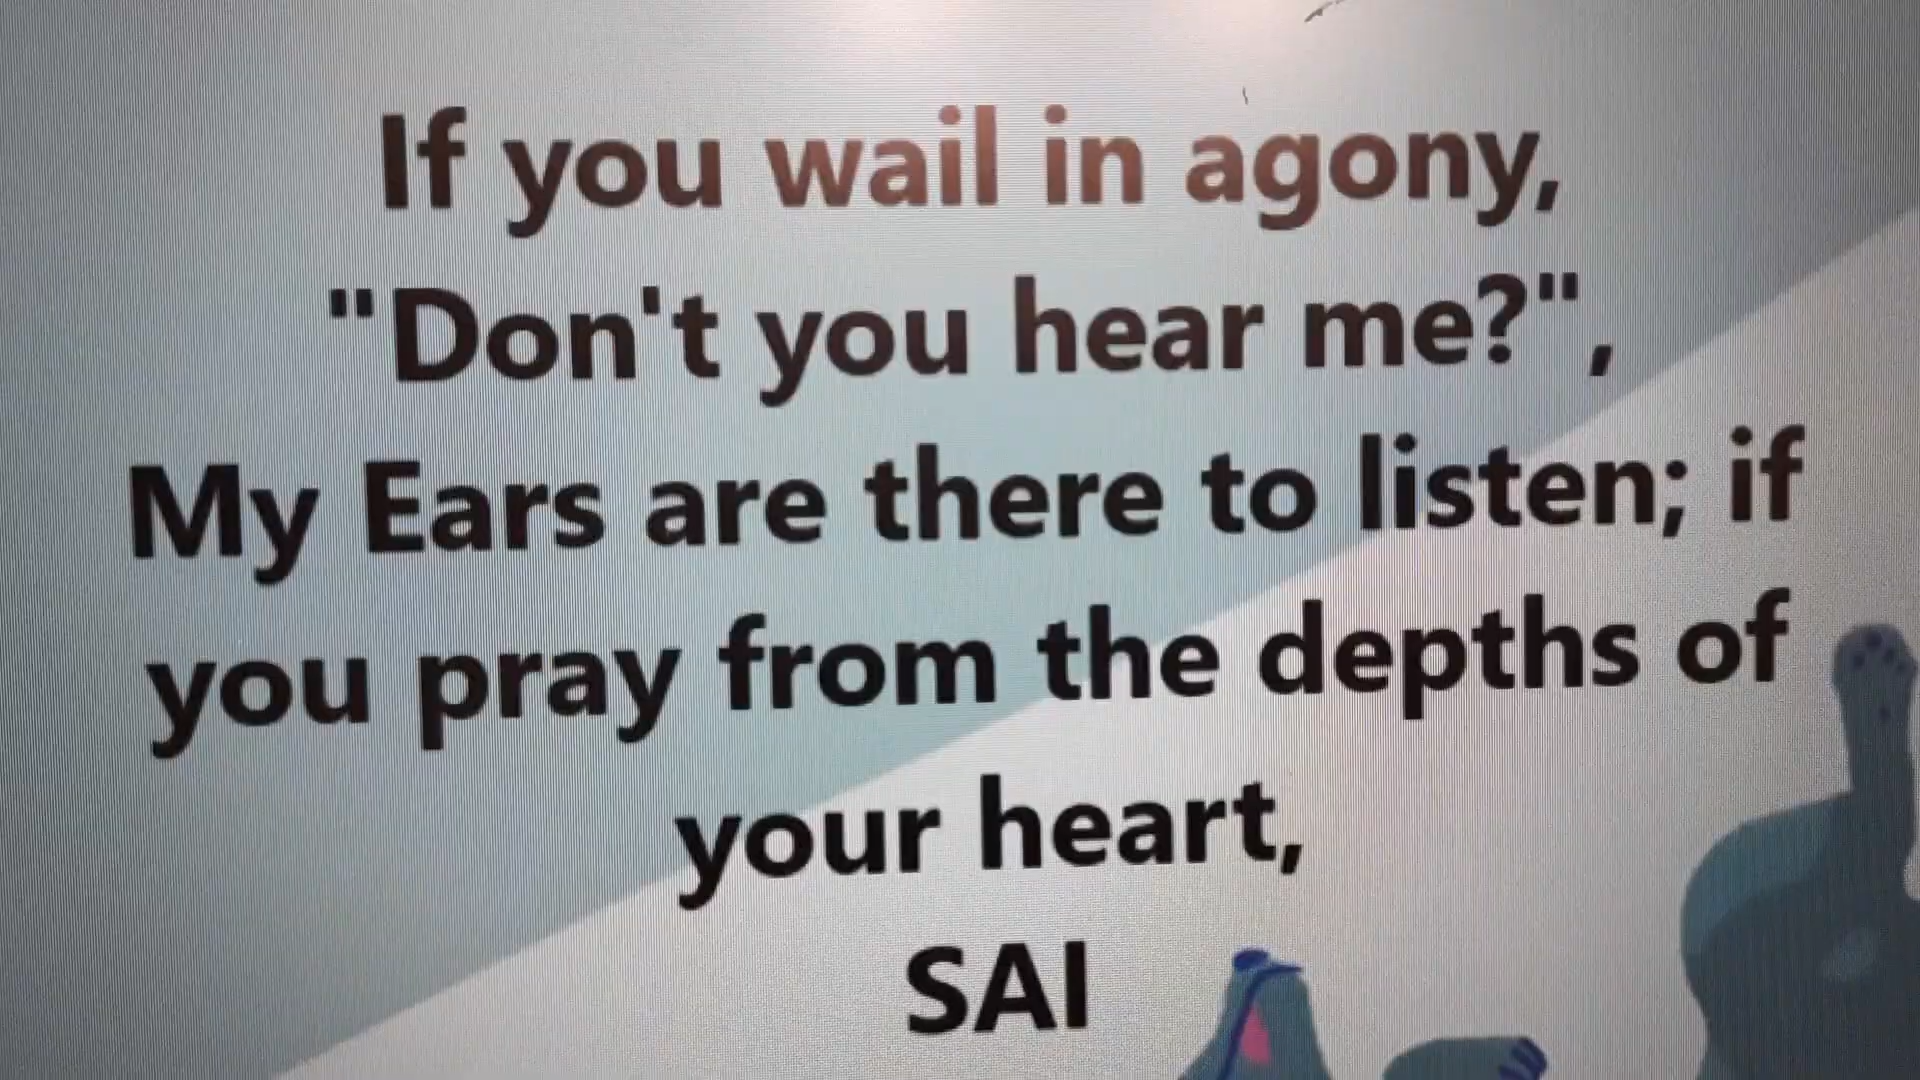 If you wail in agony,
"Don't you hear me?",
My Ears are there to listen; if
you pray from the depths of
your heart,
SAI